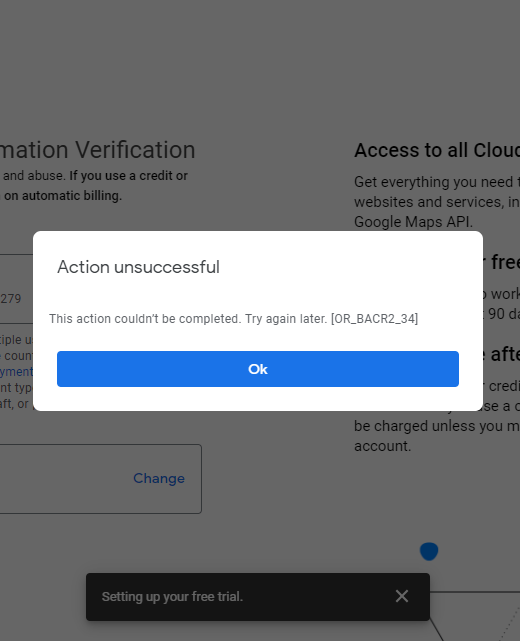 mation Verification
and abuse. If you use a credit or
on automatic billing.
279
tiple
e coun
yment
nt typ
aft, or
Change
Access to all Cloud
Get everything you need t
websites and services, in
Google Maps API.
r free
work
90 da
e afte
credi
se a c
be charged unless you m
account.
Action unsuccessful
This action couldn't be completed. Try again later. [OR_BACR2_34]
Ok
Setting up your free trial.